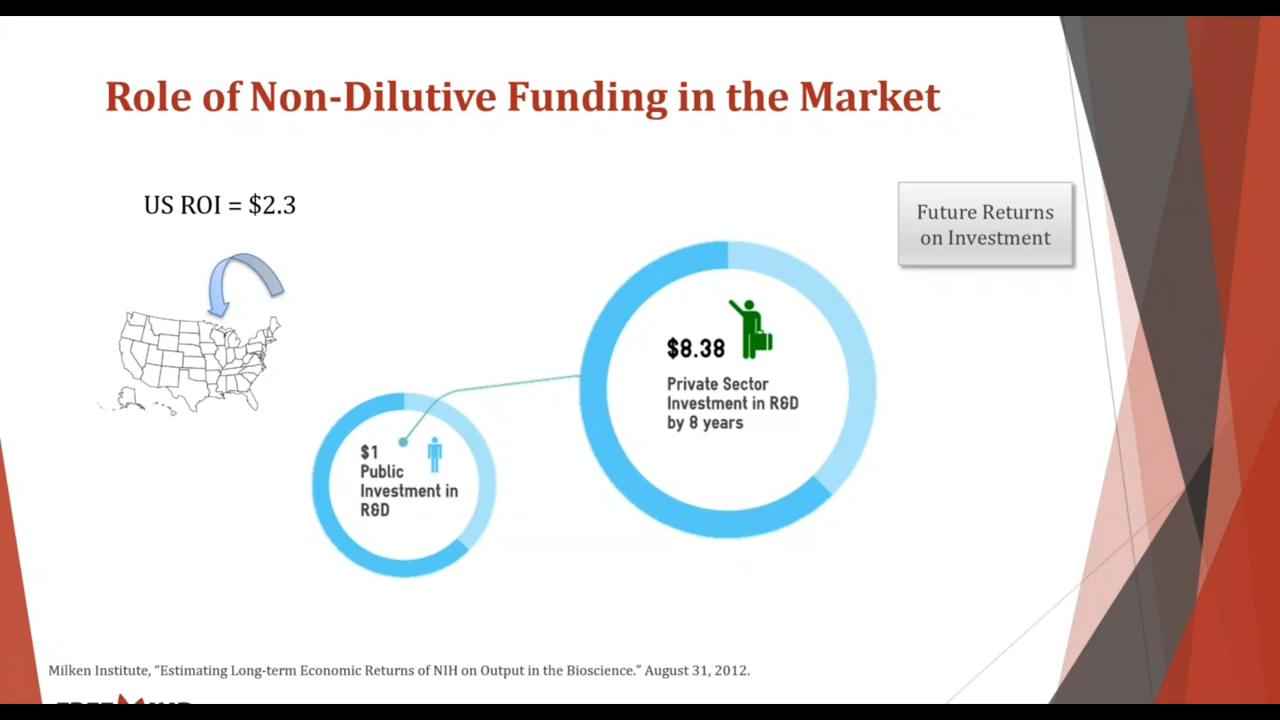 Role of Non-Dilutive Funding in the Market
US ROI = $2.3
Future Returns
on Investment
$8.38
Private Sector
Investment in R&D
by 8 years
$1
Public
Investment in
R&D
Milken Institute, “Estimating Long-term Economic Returns of NIH on Output in the Bioscience.” August 31, 2012.